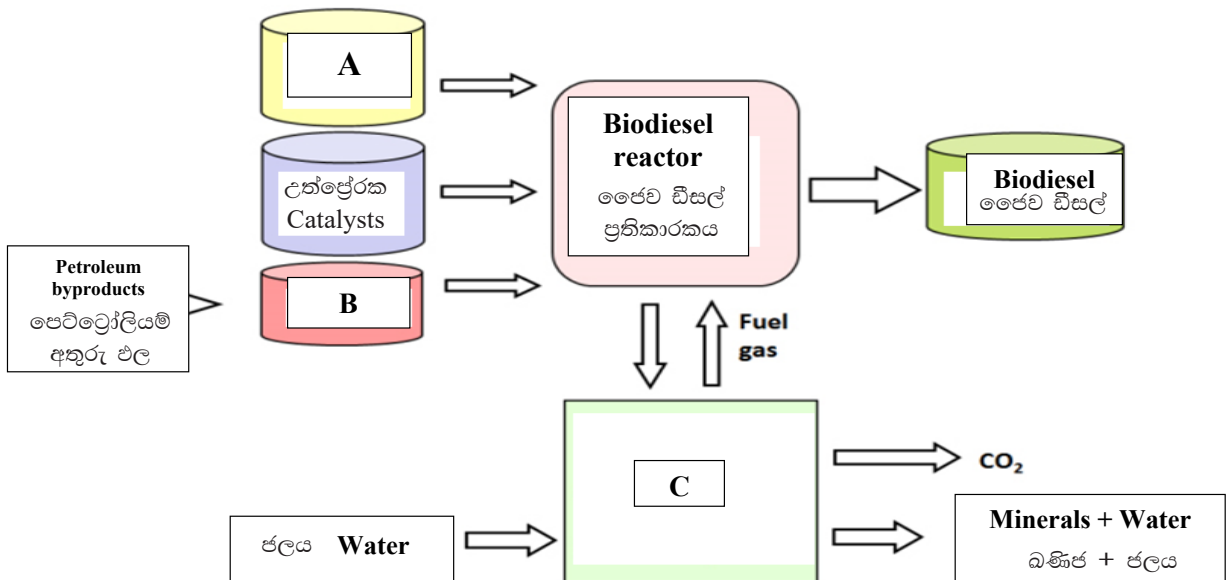 A
උත්ප්‍රේරක
Catalysts
Petroleum
byproducts
පෙට්ට්‍රෝලියම්
අතුරු ඵල
B
Biodiesel
reactor
ජෛව ඩීසල්
ප්‍රතිකාරකය
Biodiesel
ජෛව ඩීසල්
Fuel
gas
C
CO₂
ජලය Water
Minerals + Water
ඛණිජ + ජලය